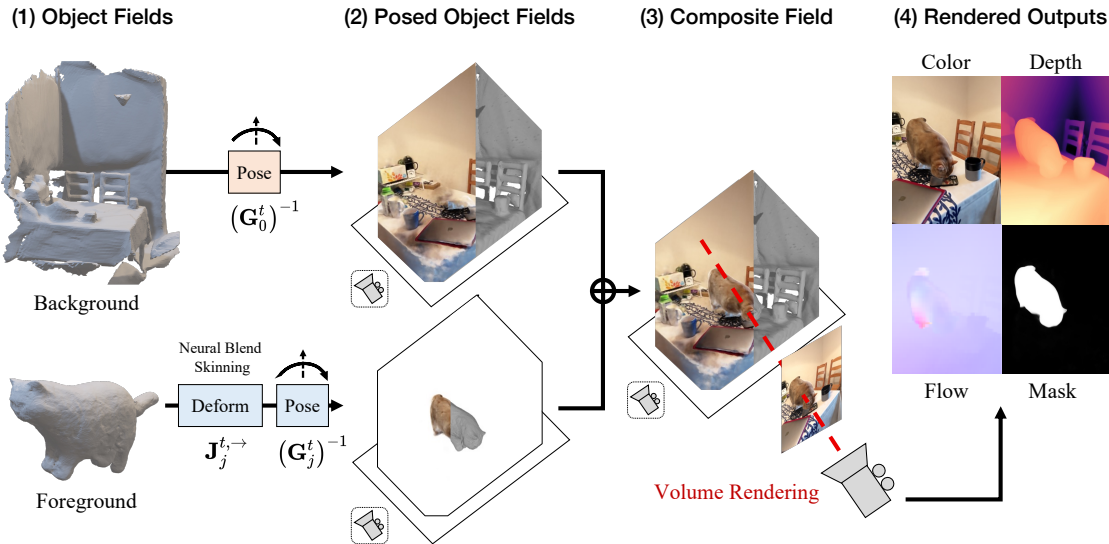 (1) Object Fields
(2) Posed Object Fields
(3) Composite Field
(4) Rendered Outputs
Color
Depth
Pose
(𝐆₀ᵗ)⁻¹
Background
Neural Blend
Skinning
Deform
Pose
𝐉ⱼᵗ,→
(𝐆ⱼᵗ)⁻¹
Foreground
Flow
Mask
Volume Rendering